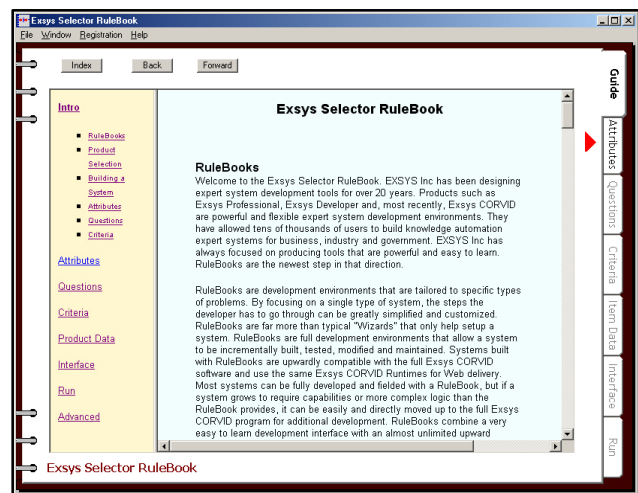 Exsys Selector RuleBook
File Window Registration Help
Index Back Forward
Intro
RuleBooks
Product
Selection
Building a
System
Attributes
Questions
Criteria
Attributes
Questions
Criteria
Product Data
Interface
Run
Advanced
Exsys Selector RuleBook
RuleBooks
Welcome to the Exsys Selector RuleBook. EXSYS Inc has been designing
expert system development tools for over 20 years. Products such as
Exsys Professional, Exsys Developer and, most recently, Exsys CORVID
are powerful and flexible expert system development environments. They
have allowed tens of thousands of users to build knowledge automation
expert systems for business, industry and government. EXSYS Inc has
always focused on producing tools that are powerful and easy to learn.
RuleBooks are the newest step in that direction.
RuleBooks are development environments that are tailored to specific types
of problems. By focusing on a single type of system, the steps the
developer has to go through can be greatly simplified and customized.
RuleBooks are far more than typical "Wizards" that only help setup a
system. RuleBooks are full development environments that allow a system
to be incrementally built, tested, modified and maintained. Systems built
with RuleBooks are upwardly compatible with the full Exsys CORVID
software and use the same Exsys CORVID Runtimes for Web delivery.
Most systems can be fully developed and fielded with a RuleBook, but if a
system grows to require capabilities or more complex logic than the
RuleBook provides, it can be easily and directly moved up to the full Exsys
CORVID program for additional development. RuleBooks combine a very
easy to learn development interface with an almost unlimited upward
Guide
Attributes
Questions
Criteria
Item Data
Interface
Run
Exsys Selector RuleBook